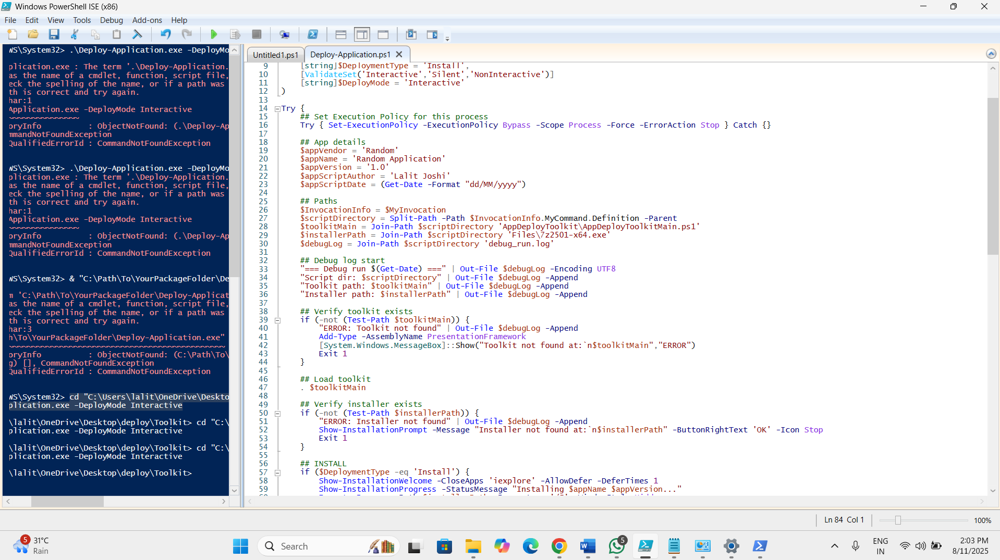 Windows PowerShell ISE (x86)
File Edit View Tools Debug Add-ons Help
WS\System32> .\Deploy-Application.exe -DeployMo
plication.exe : The term '.\Deploy-Application.
as the name of a cmdlet, function, script file,
eck the spelling of the name, or if a path was
th is correct and try again.
har:1
Application.exe -DeployMode Interactive
~~~~~~~~~~~~~~~
oryInfo : ObjectNotFound: (.\Deploy-Ap
mmandNotFoundException
QualifiedErrorId : CommandNotFoundException
WS\System32> .\Deploy-Application.exe -DeployMo
plication.exe : The term '.\Deploy-Application.
as the name of a cmdlet, function, script file,
eck the spelling of the name, or if a path was
th is correct and try again.
har:1
Application.exe -DeployMode Interactive
~~~~~~~~~~~~~~~
oryInfo : ObjectNotFound: (.\Deploy-Ap
mmandNotFoundException
QualifiedErrorId : CommandNotFoundException
WS\System32> & "C:\Path\To\YourPackageFolder\De
m 'C:\Path\To\YourPackageFolder\Deploy-Applicat
as the name of a cmdlet, function, script file,
eck the spelling of the name, or if a path was
th is correct and try again.
har:3
h\To\YourPackageFolder\Deploy-Application.exe"
~~~~~~~~~~~~~~~~~~~~~~~~~~~~~~~~~~~~~~~~~~~~~~
oryInfo : ObjectNotFound: (C:\Path\To\
g) [], CommandNotFoundException
QualifiedErrorId : CommandNotFoundException
WS\System32> cd "C:\Users\lalit\OneDrive\Deskto
plication.exe -DeployMode Interactive
\lalit\OneDrive\Desktop\deploy\Toolkit> cd "C:\
plication.exe -DeployMode Interactive
\lalit\OneDrive\Desktop\deploy\Toolkit> cd "C:\
plication.exe -DeployMode Interactive
\lalit\OneDrive\Desktop\deploy\Toolkit>
Untitled1.ps1 Deploy-Application.ps1
9 [string]$DeploymentType = 'Install',
10 [ValidateSet('Interactive','Silent','NonInteractive')]
11 [string]$DeployMode = 'Interactive'
12 )
13
14 Try {
15 ## Set Execution Policy for this process
16 Try { Set-ExecutionPolicy -ExecutionPolicy Bypass -Scope Process -Force -ErrorAction Stop } Catch {}
17
18 ## App details
19 $appVendor = 'Random'
20 $appName = 'Random Application'
21 $appVersion = '1.0'
22 $appScriptAuthor = 'Lalit Joshi'
23 $appScriptDate = (Get-Date -Format "dd/MM/yyyy")
24
25 ## Paths
26 $InvocationInfo = $MyInvocation
27 $scriptDirectory = Split-Path -Path $InvocationInfo.MyCommand.Definition -Parent
28 $toolkitMain = Join-Path $scriptDirectory 'AppDeployToolkit\AppDeployToolkitMain.ps1'
29 $installerPath = Join-Path $scriptDirectory 'Files\7z2501-x64.exe'
30 $debugLog = Join-Path $scriptDirectory 'debug_run.log'
31
32 ## Debug log start
33 "=== Debug run $(Get-Date) ===" | Out-File $debugLog -Encoding UTF8
34 "Script dir: $scriptDirectory" | Out-File $debugLog -Append
35 "Toolkit path: $toolkitMain" | Out-File $debugLog -Append
36 "Installer path: $installerPath" | Out-File $debugLog -Append
37
38 ## Verify toolkit exists
39 if (-not (Test-Path $toolkitMain)) {
40 "ERROR: Toolkit not found" | Out-File $debugLog -Append
41 Add-Type -AssemblyName PresentationFramework
42 [System.Windows.MessageBox]::Show("Toolkit not found at:`n$toolkitMain","ERROR")
43 Exit 1
44 }
45
46 ## Load toolkit
47 . $toolkitMain
48
49 ## Verify installer exists
50 if (-not (Test-Path $installerPath)) {
51 "ERROR: Installer not found" | Out-File $debugLog -Append
52 Show-InstallationPrompt -Message "Installer not found at:`n$installerPath" -ButtonRightText 'OK' -Icon Stop
53 Exit 1
54 }
55
56 ## INSTALL
57 if ($DeploymentType -eq 'Install') {
58 Show-InstallationWelcome -CloseApps 'iexplore' -AllowDefer -DeferTimes 1
59 Show-InstallationProgress -StatusMessage "Installing $appName $appVersion..."
Ln 84 Col 1 100%
5 31°C
Rain
Search
5
ENG
IN
2:03 PM
8/11/2025